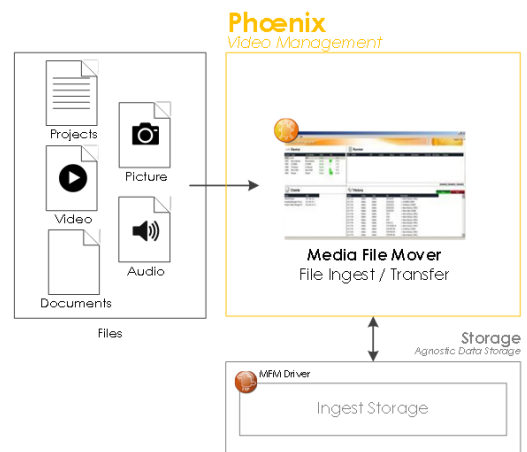 Phœnix
Video Management
Projects
Picture
Video
Audio
Documents
Files
Media File Mover
File Ingest / Transfer
Storage
Agnostic Data Storage
MFM Driver
Ingest Storage